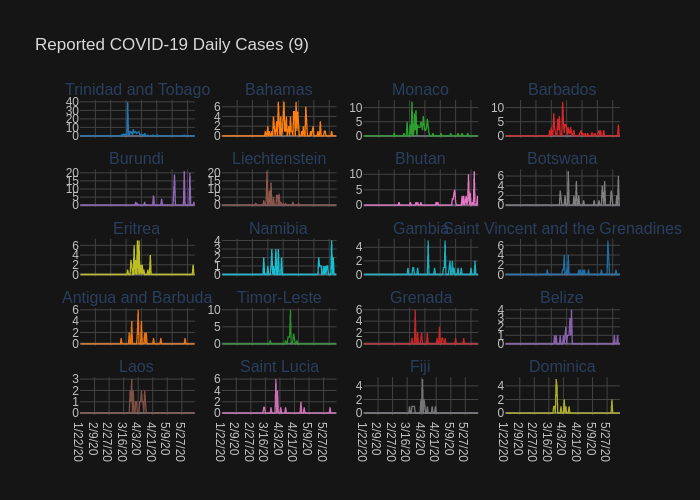 Reported COVID-19 Daily Cases (9)
Trinidad and Tobago Bahamas Monaco Barbados
40 30 20 10 0 6 4 2 0 10 5 0 10 5 0
Burundi Liechtenstein Bhutan Botswana
20 15 10 5 0 20 15 10 5 0 10 5 0 6 4 2 0
Eritrea Namibia Gambia Saint Vincent and the Grenadines
6 4 2 0 4 3 2 1 0 4 2 0 6 4 2 0
Antigua and Barbuda Timor-Leste Grenada Belize
6 4 2 0 10 5 0 6 4 2 0 4 3 2 1 0
Laos Saint Lucia Fiji Dominica
3 2 1 0 6 4 2 0 4 2 0 4 2 0
1/22/20 2/9/20 2/27/20 3/16/20 4/3/20 4/21/20 5/9/20 5/27/20 1/22/20 2/9/20 2/27/20 3/16/20 4/3/20 4/21/20 5/9/20 5/27/20 1/22/20 2/9/20 2/27/20 3/16/20 4/3/20 4/21/20 5/9/20 5/27/20 1/22/20 2/9/20 2/27/20 3/16/20 4/3/20 4/21/20 5/9/20 5/27/20